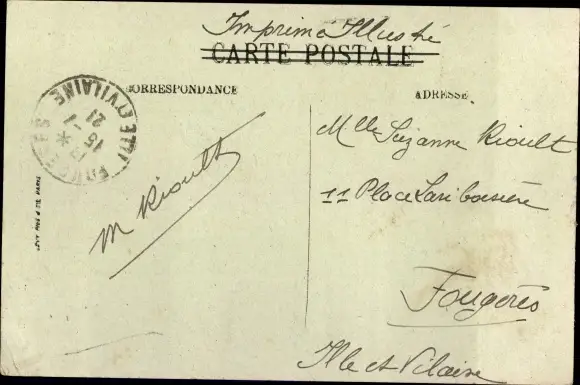 Imprimé Illustré
CARTE POSTALE
CORRESPONDANCE
ADRESSE
Mlle Suzanne Rioult
11 Place Lariboisière
Fougères
Ille et Vilaine
M Rioult
FOUGERES
ILLE ET VILAINE
15-1
21